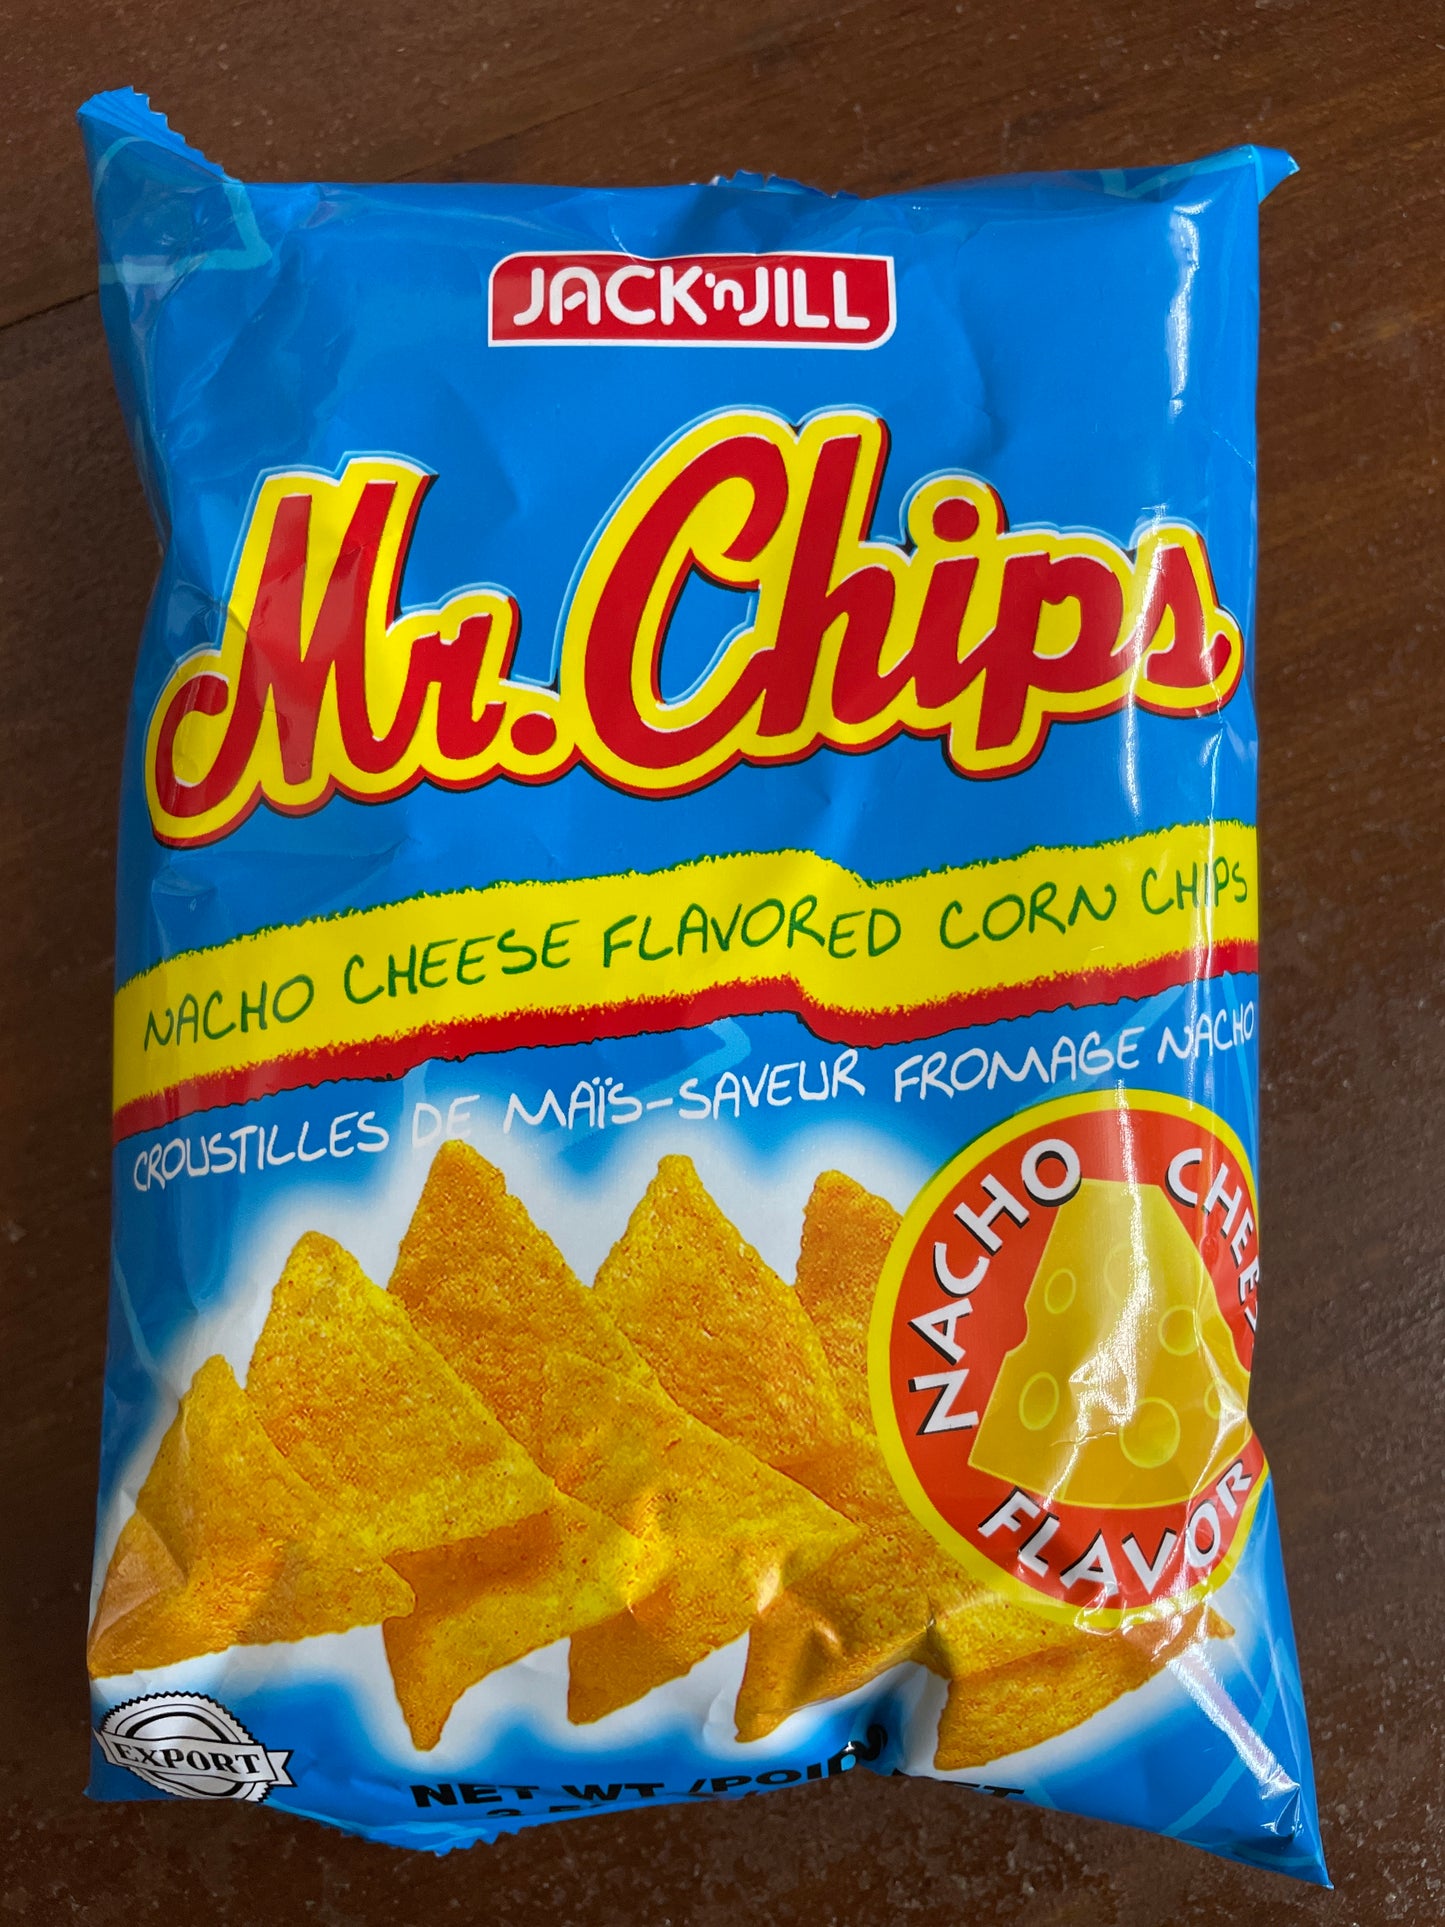 JACK 'n JILL
Mr. Chips
NACHO CHEESE FLAVORED CORN CHIPS
CROUSTILLES DE MAÏS-SAVEUR FROMAGE NACHO
NACHO
FLAVOR
EXPORT
NET WT